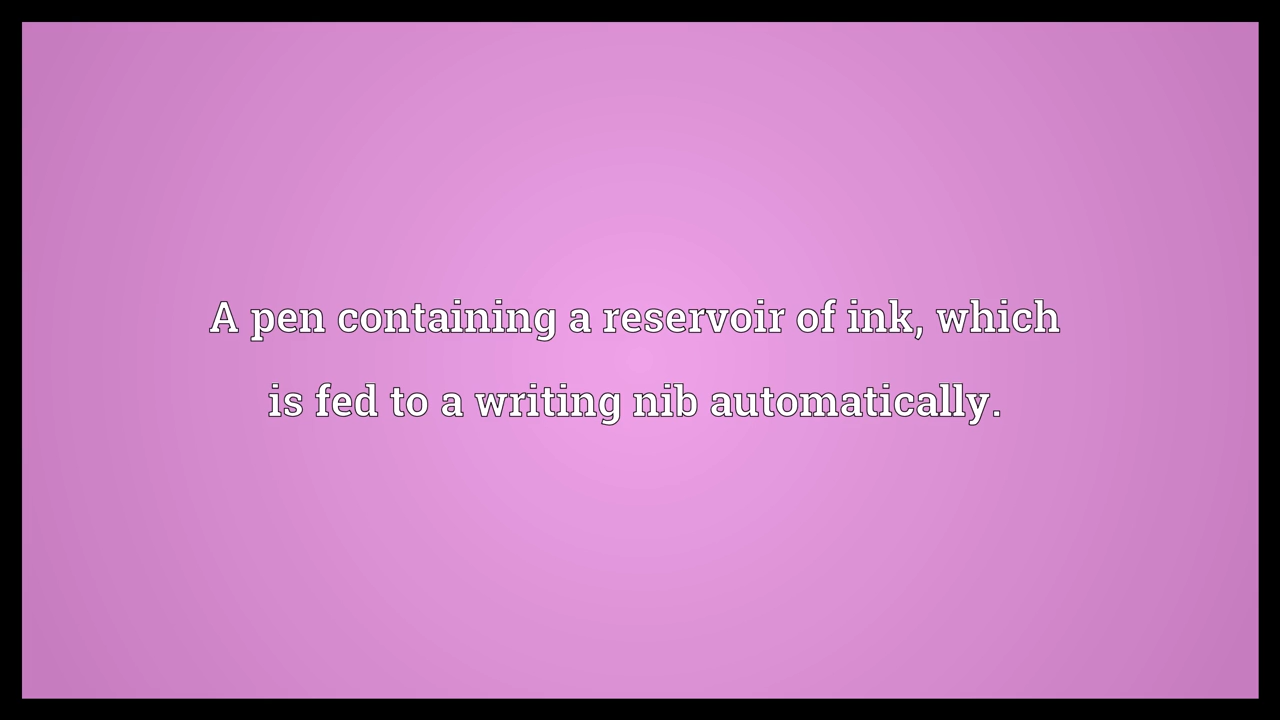 A pen containing a reservoir of ink, which
is fed to a writing nib automatically.